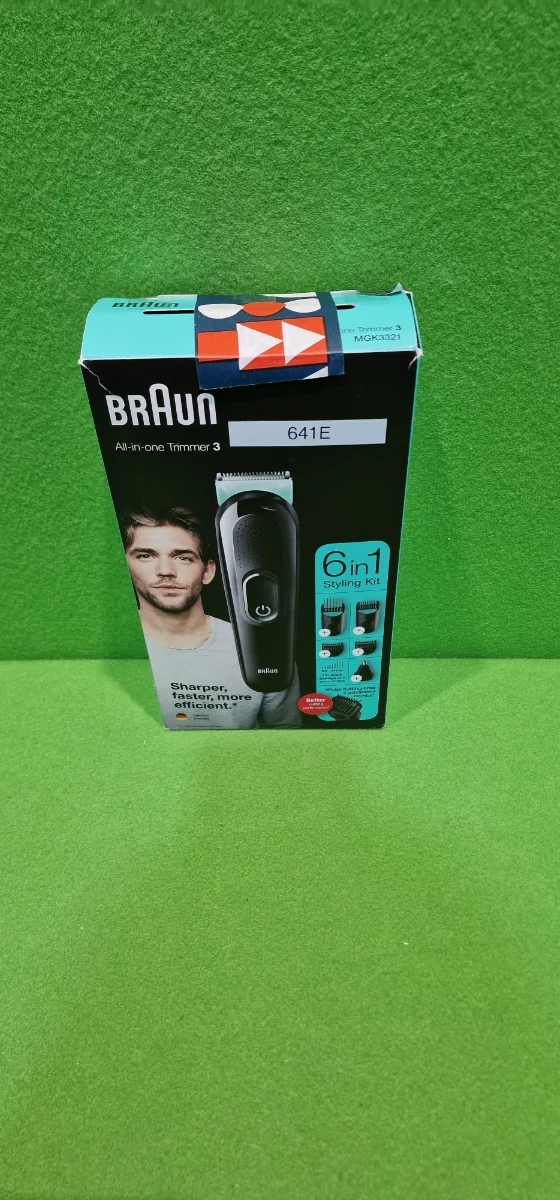 BRAUN
one Trimmer 3
MGK3321
BRAUN
641E
All-in-one Trimmer 3
6in1
Styling Kit
BRAUN
Sharper,
faster, more
efficient.*
Better